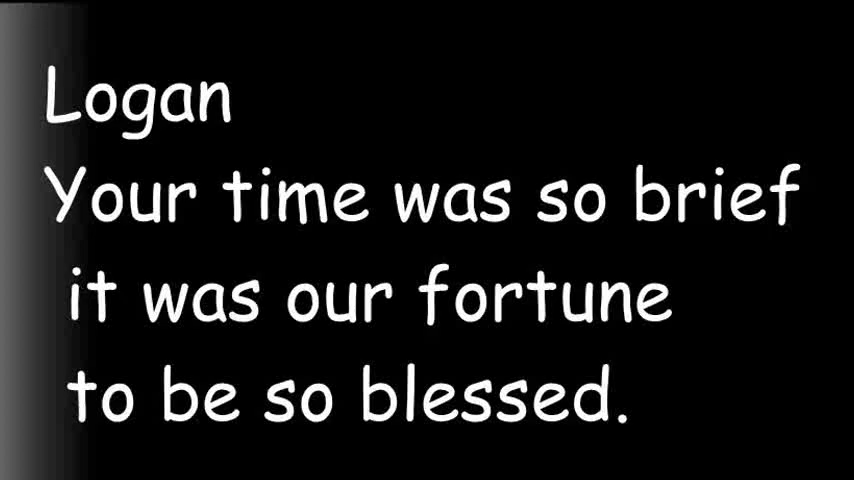 Logan
Your time was so brief
it was our fortune
to be so blessed.